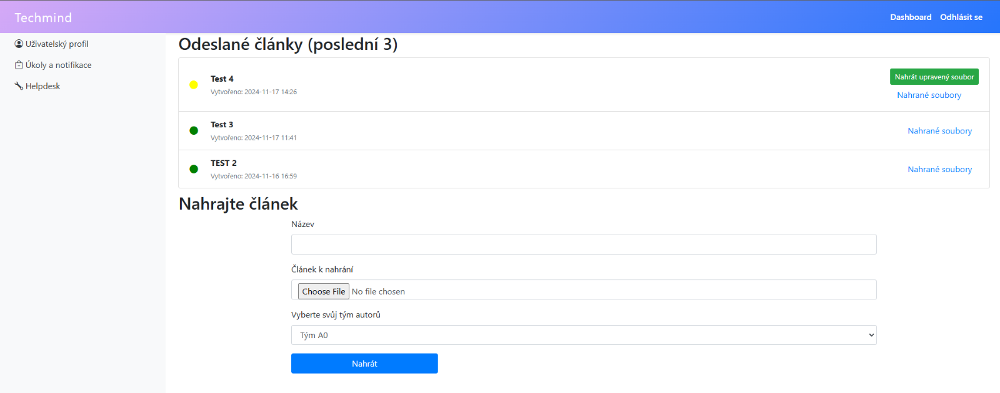 Techmind
Dashboard Odhlásit se
Uživatelský profil
Úkoly a notifikace
Helpdesk
Odeslané články (poslední 3)
Test 4
Vytvořeno: 2024-11-17 14:26
Nahrát upravený soubor
Nahrané soubory
Test 3
Vytvořeno: 2024-11-17 11:41
Nahrané soubory
TEST 2
Vytvořeno: 2024-11-16 16:59
Nahrané soubory
Nahrajte článek
Název
Článek k nahrání
Choose File No file chosen
Vyberte svůj tým autorů
Tým A0
Nahrát